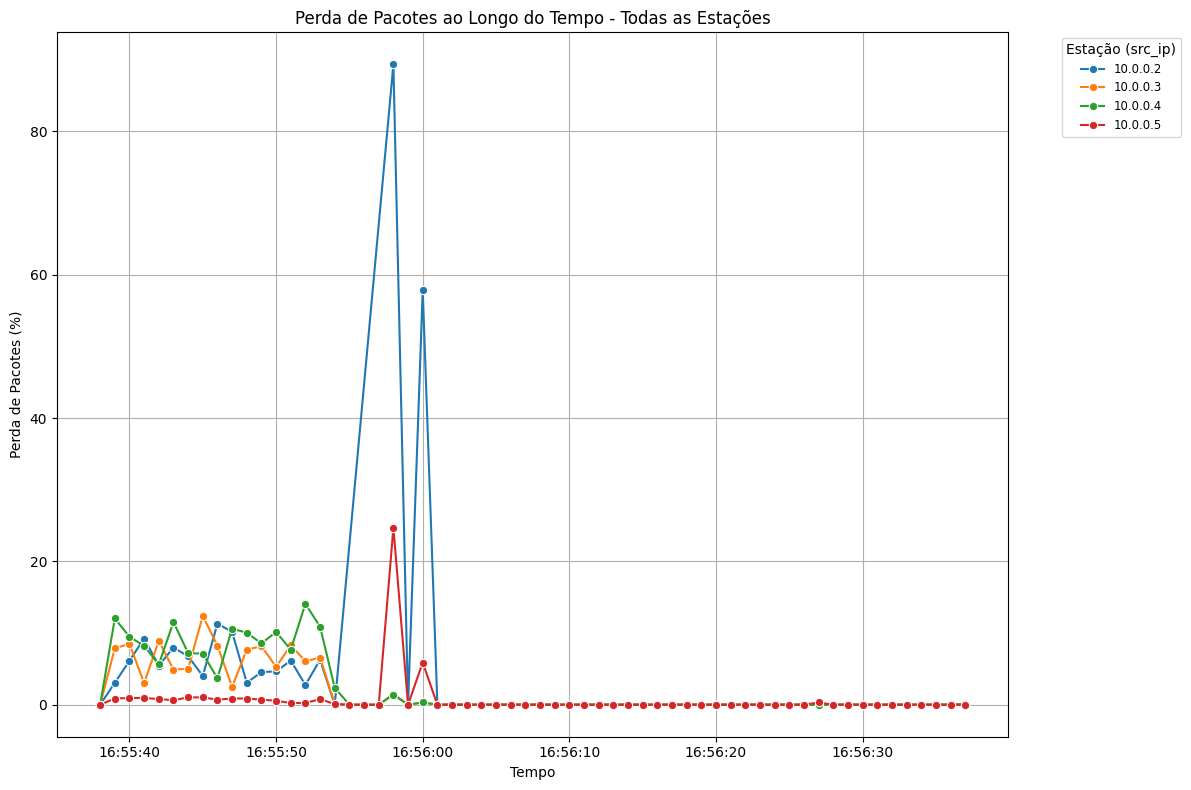 Perda de Pacotes ao Longo do Tempo - Todas as Estações
Estação (src_ip)
10.0.0.2
10.0.0.3
10.0.0.4
10.0.0.5
Perda de Pacotes (%)
80
60
40
20
0
16:55:40 16:55:50 16:56:00 16:56:10 16:56:20 16:56:30
Tempo